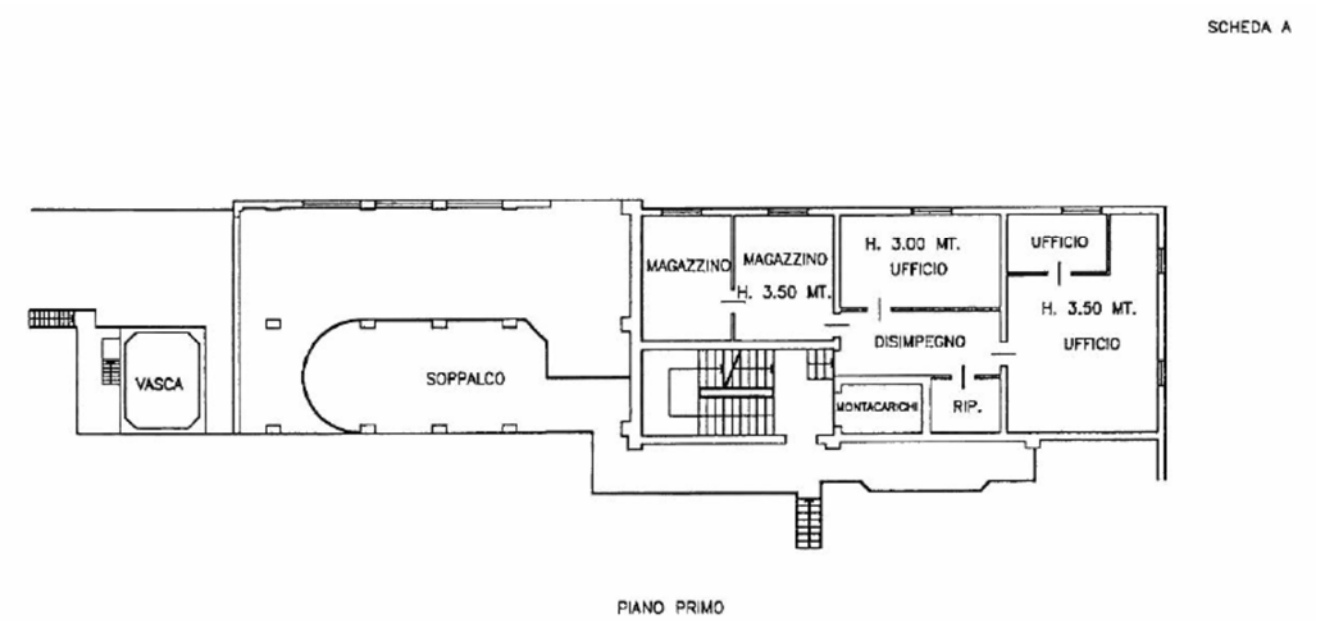 SCHEDA A
H. 3.00 MT.
UFFICIO
UFFICIO
MAGAZZINO
MAGAZZINO
H. 3.50 MT.
H. 3.50 MT.
UFFICIO
DISIMPEGNO
VASCA
SOPPALCO
MONTACARICHI
RIP.
PIANO PRIMO